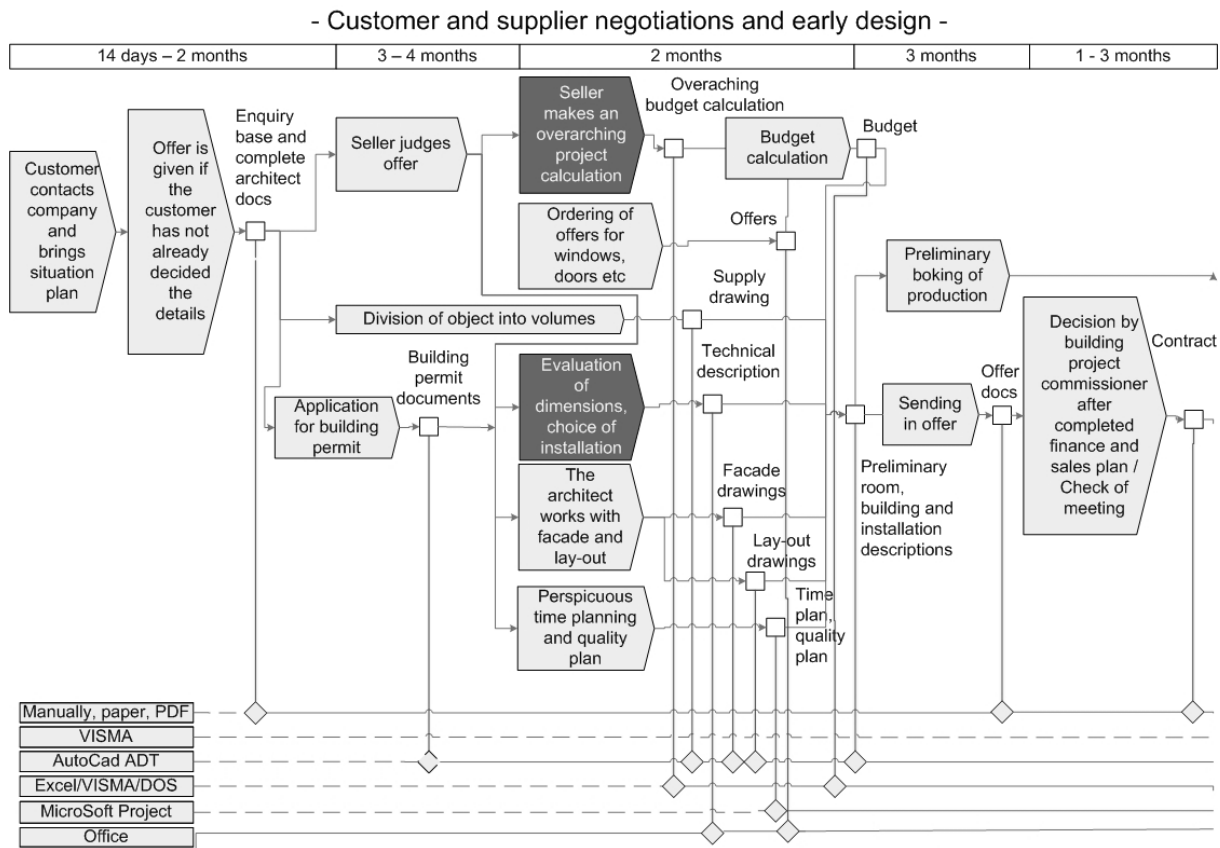 - Customer and supplier negotiations and early design -
14 days – 2 months
3 – 4 months
2 months
3 months
1 - 3 months
Customer
contacts
company
and
brings
situation
plan
Offer is
given if
the
customer
has not
already
decided
the
details
Enquiry
base and
complete
architect
docs
Seller judges
offer
Seller
makes an
overarching
project
calculation
Overaching
budget calculation
Budget
calculation
Budget
Ordering of
offers for
windows,
doors etc
Offers
Supply
drawing
Division of object into volumes
Building
permit
documents
Application
for building
permit
Evaluation
of
dimensions,
choice of
installation
Technical
description
The
architect
works with
facade and
lay-out
Facade
drawings
Lay-out
drawings
Perspicuous
time planning
and quality
plan
Time
plan,
quality
plan
Preliminary
boking of
production
Sending
in offer
Offer
docs
Preliminary
room,
building and
installation
descriptions
Decision by
building
project
commissioner
after
completed
finance and
sales plan /
Check of
meeting
Contract
Manually, paper, PDF
VISMA
AutoCad ADT
Excel/VISMA/DOS
MicroSoft Project
Office